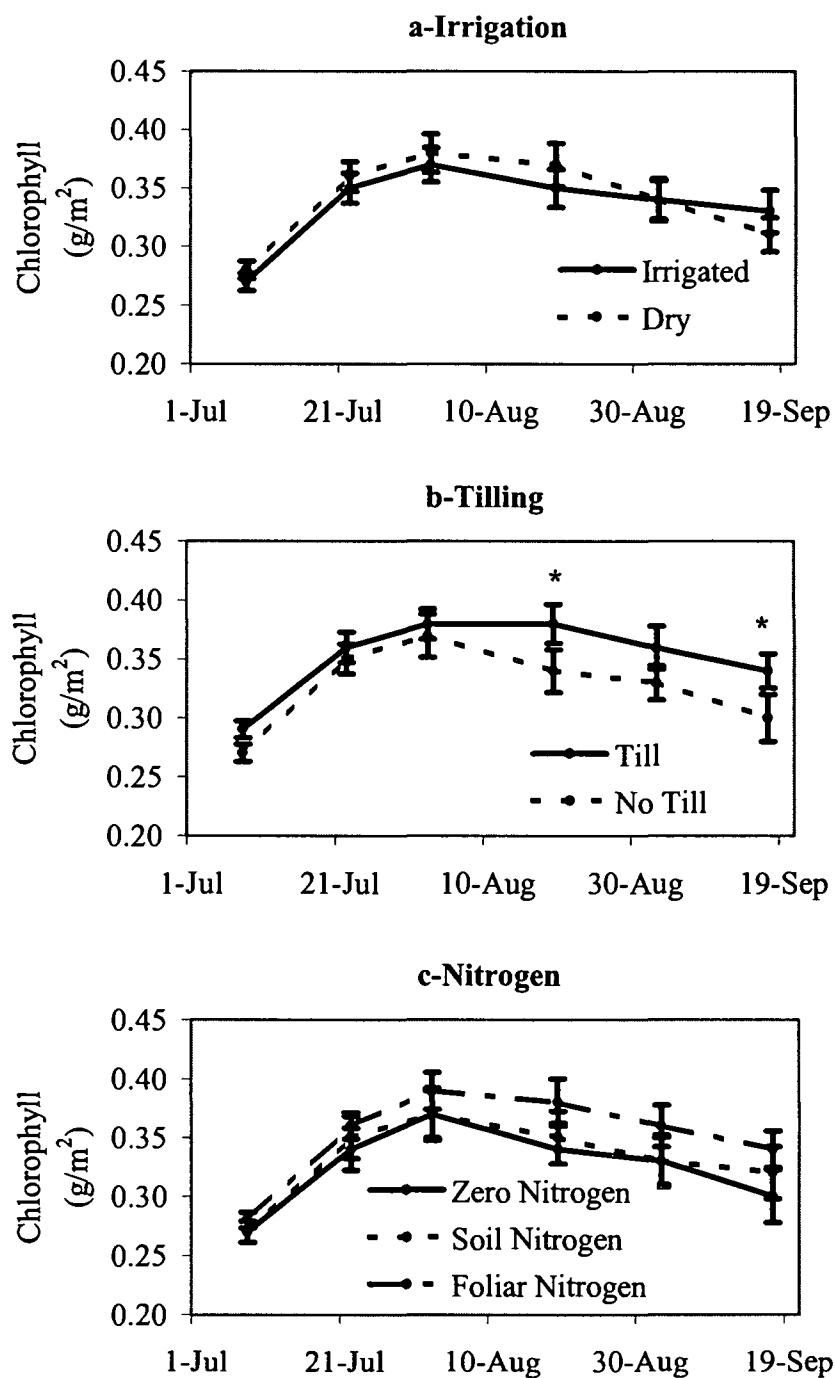 a-Irrigation
0.45
0.40
0.35
0.30
0.25
0.20
Chlorophyll
(g/m²)
Irrigated
Dry
1-Jul
21-Jul
10-Aug
30-Aug
19-Sep
b-Tilling
0.45
0.40
0.35
0.30
0.25
0.20
Chlorophyll
(g/m²)
*
*
Till
No Till
1-Jul
21-Jul
10-Aug
30-Aug
19-Sep
c-Nitrogen
0.45
0.40
0.35
0.30
0.25
0.20
Chlorophyll
(g/m²)
Zero Nitrogen
Soil Nitrogen
Foliar Nitrogen
1-Jul
21-Jul
10-Aug
30-Aug
19-Sep